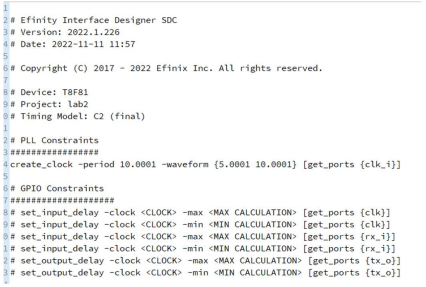 1
2 # Efinity Interface Designer SDC
3 # Version: 2022.1.226
4 # Date: 2022-11-11 11:57
5
6 # Copyright (C) 2017 - 2022 Efinix Inc. All rights reserved.
7
8 # Device: T8F81
9 # Project: lab2
0 # Timing Model: C2 (final)
1
2 # PLL Constraints
3 #################
4 create_clock -period 10.0001 -waveform {5.0001 10.0001} [get_ports {clk_i}]
5
6 # GPIO Constraints
7 ####################
8 # set_input_delay -clock <CLOCK> -max <MAX CALCULATION> [get_ports {clk}]
9 # set_input_delay -clock <CLOCK> -min <MIN CALCULATION> [get_ports {clk}]
0 # set_input_delay -clock <CLOCK> -max <MAX CALCULATION> [get_ports {rx_i}]
1 # set_input_delay -clock <CLOCK> -min <MIN CALCULATION> [get_ports {rx_i}]
2 # set_output_delay -clock <CLOCK> -max <MAX CALCULATION> [get_ports {tx_o}]
3 # set_output_delay -clock <CLOCK> -min <MIN CALCULATION> [get_ports {tx_o}]